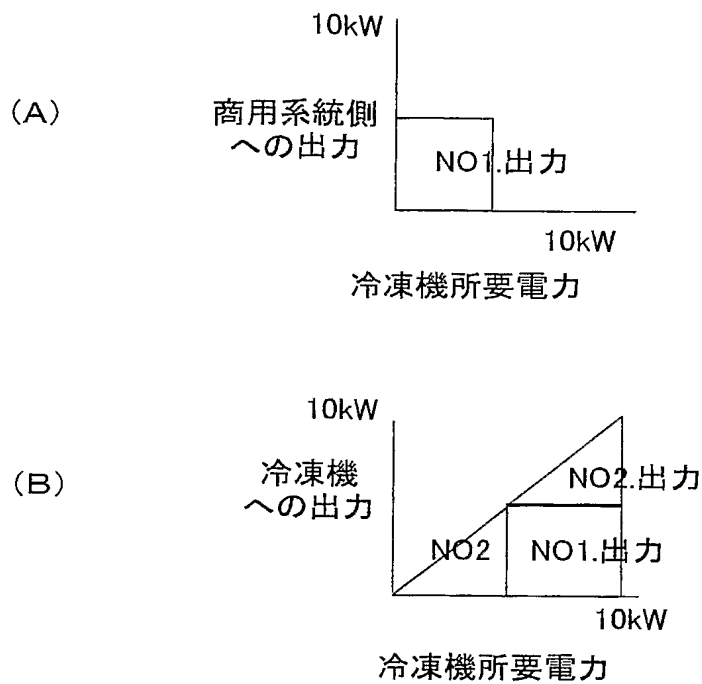 10kW
(A)
商用系統側
への出力
NO1.出力
10kW
冷凍機所要電力
10kW
(B)
冷凍機
への出力
NO2.出力
NO2
NO1.出力
10kW
冷凍機所要電力